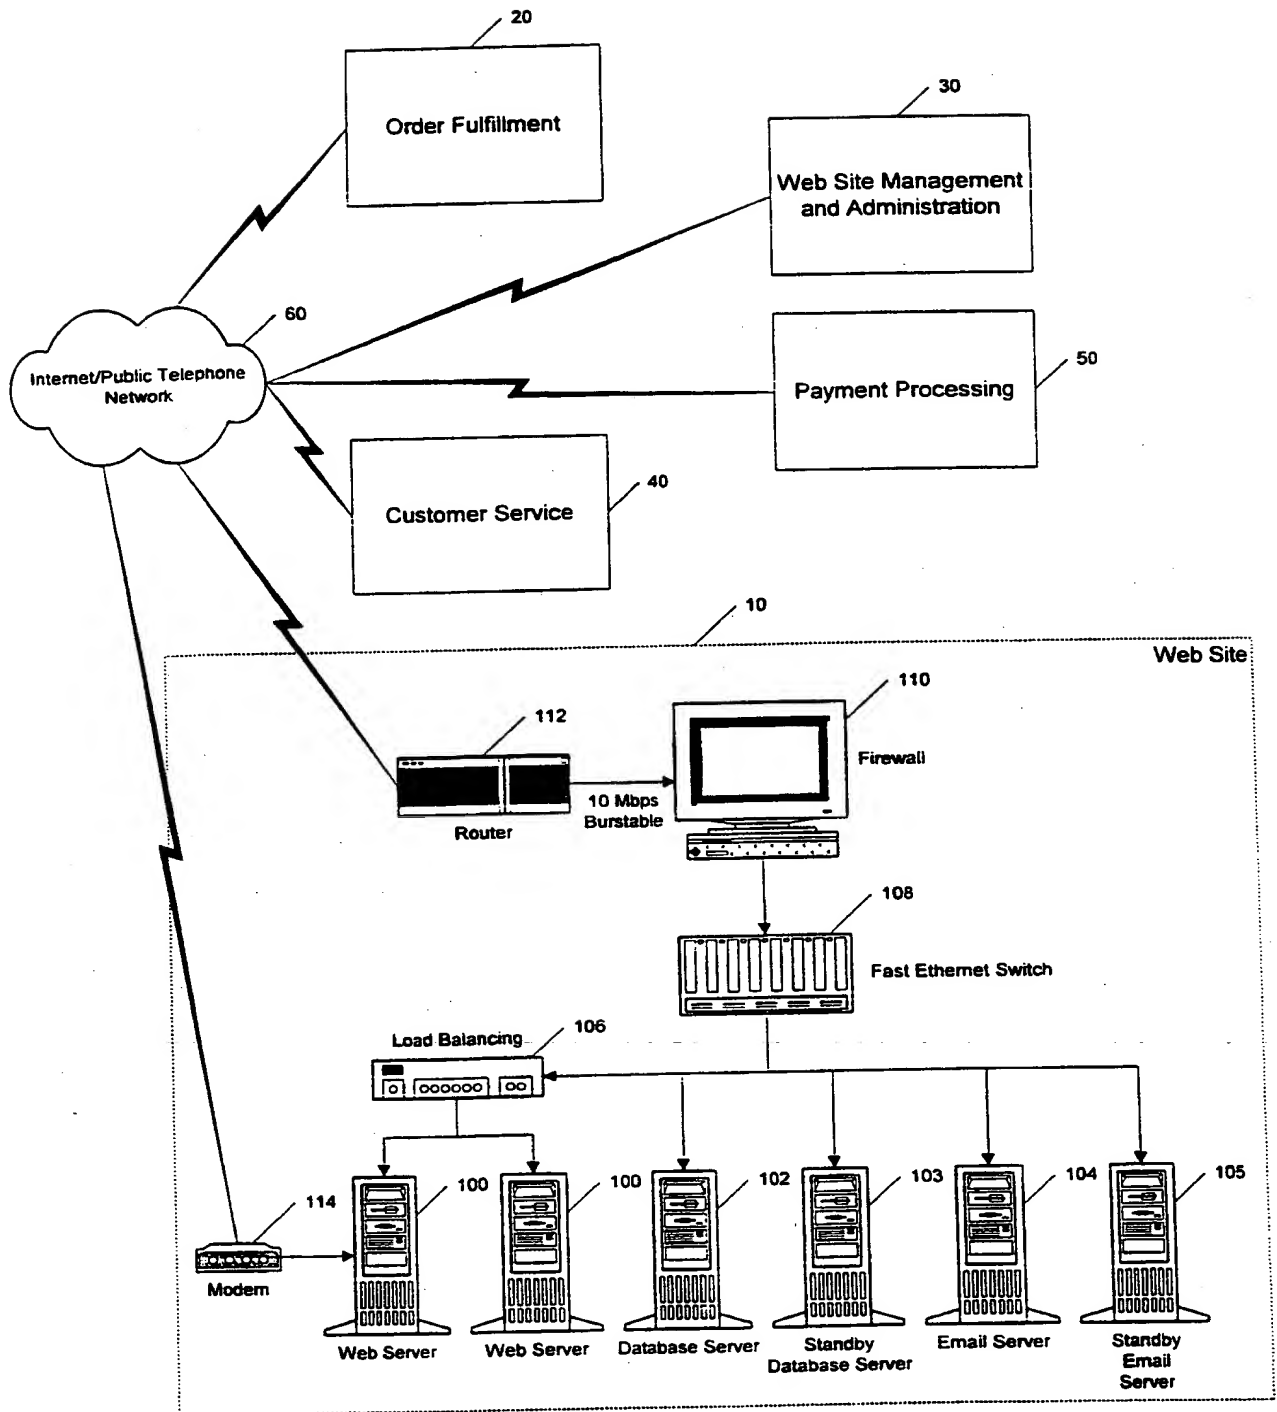 20
Order Fulfillment
30
Web Site Management
and Administration
60
Internet/Public Telephone
Network
50
Payment Processing
40
Customer Service
10
Web Site
110
112
Firewall
10 Mbps
Burstable
Router
108
Fast Ethernet Switch
106
Load Balancing
100
100
102
103
104
105
114
Modem
Web Server
Web Server
Database Server
Standby
Database Server
Email Server
Standby
Email
Server